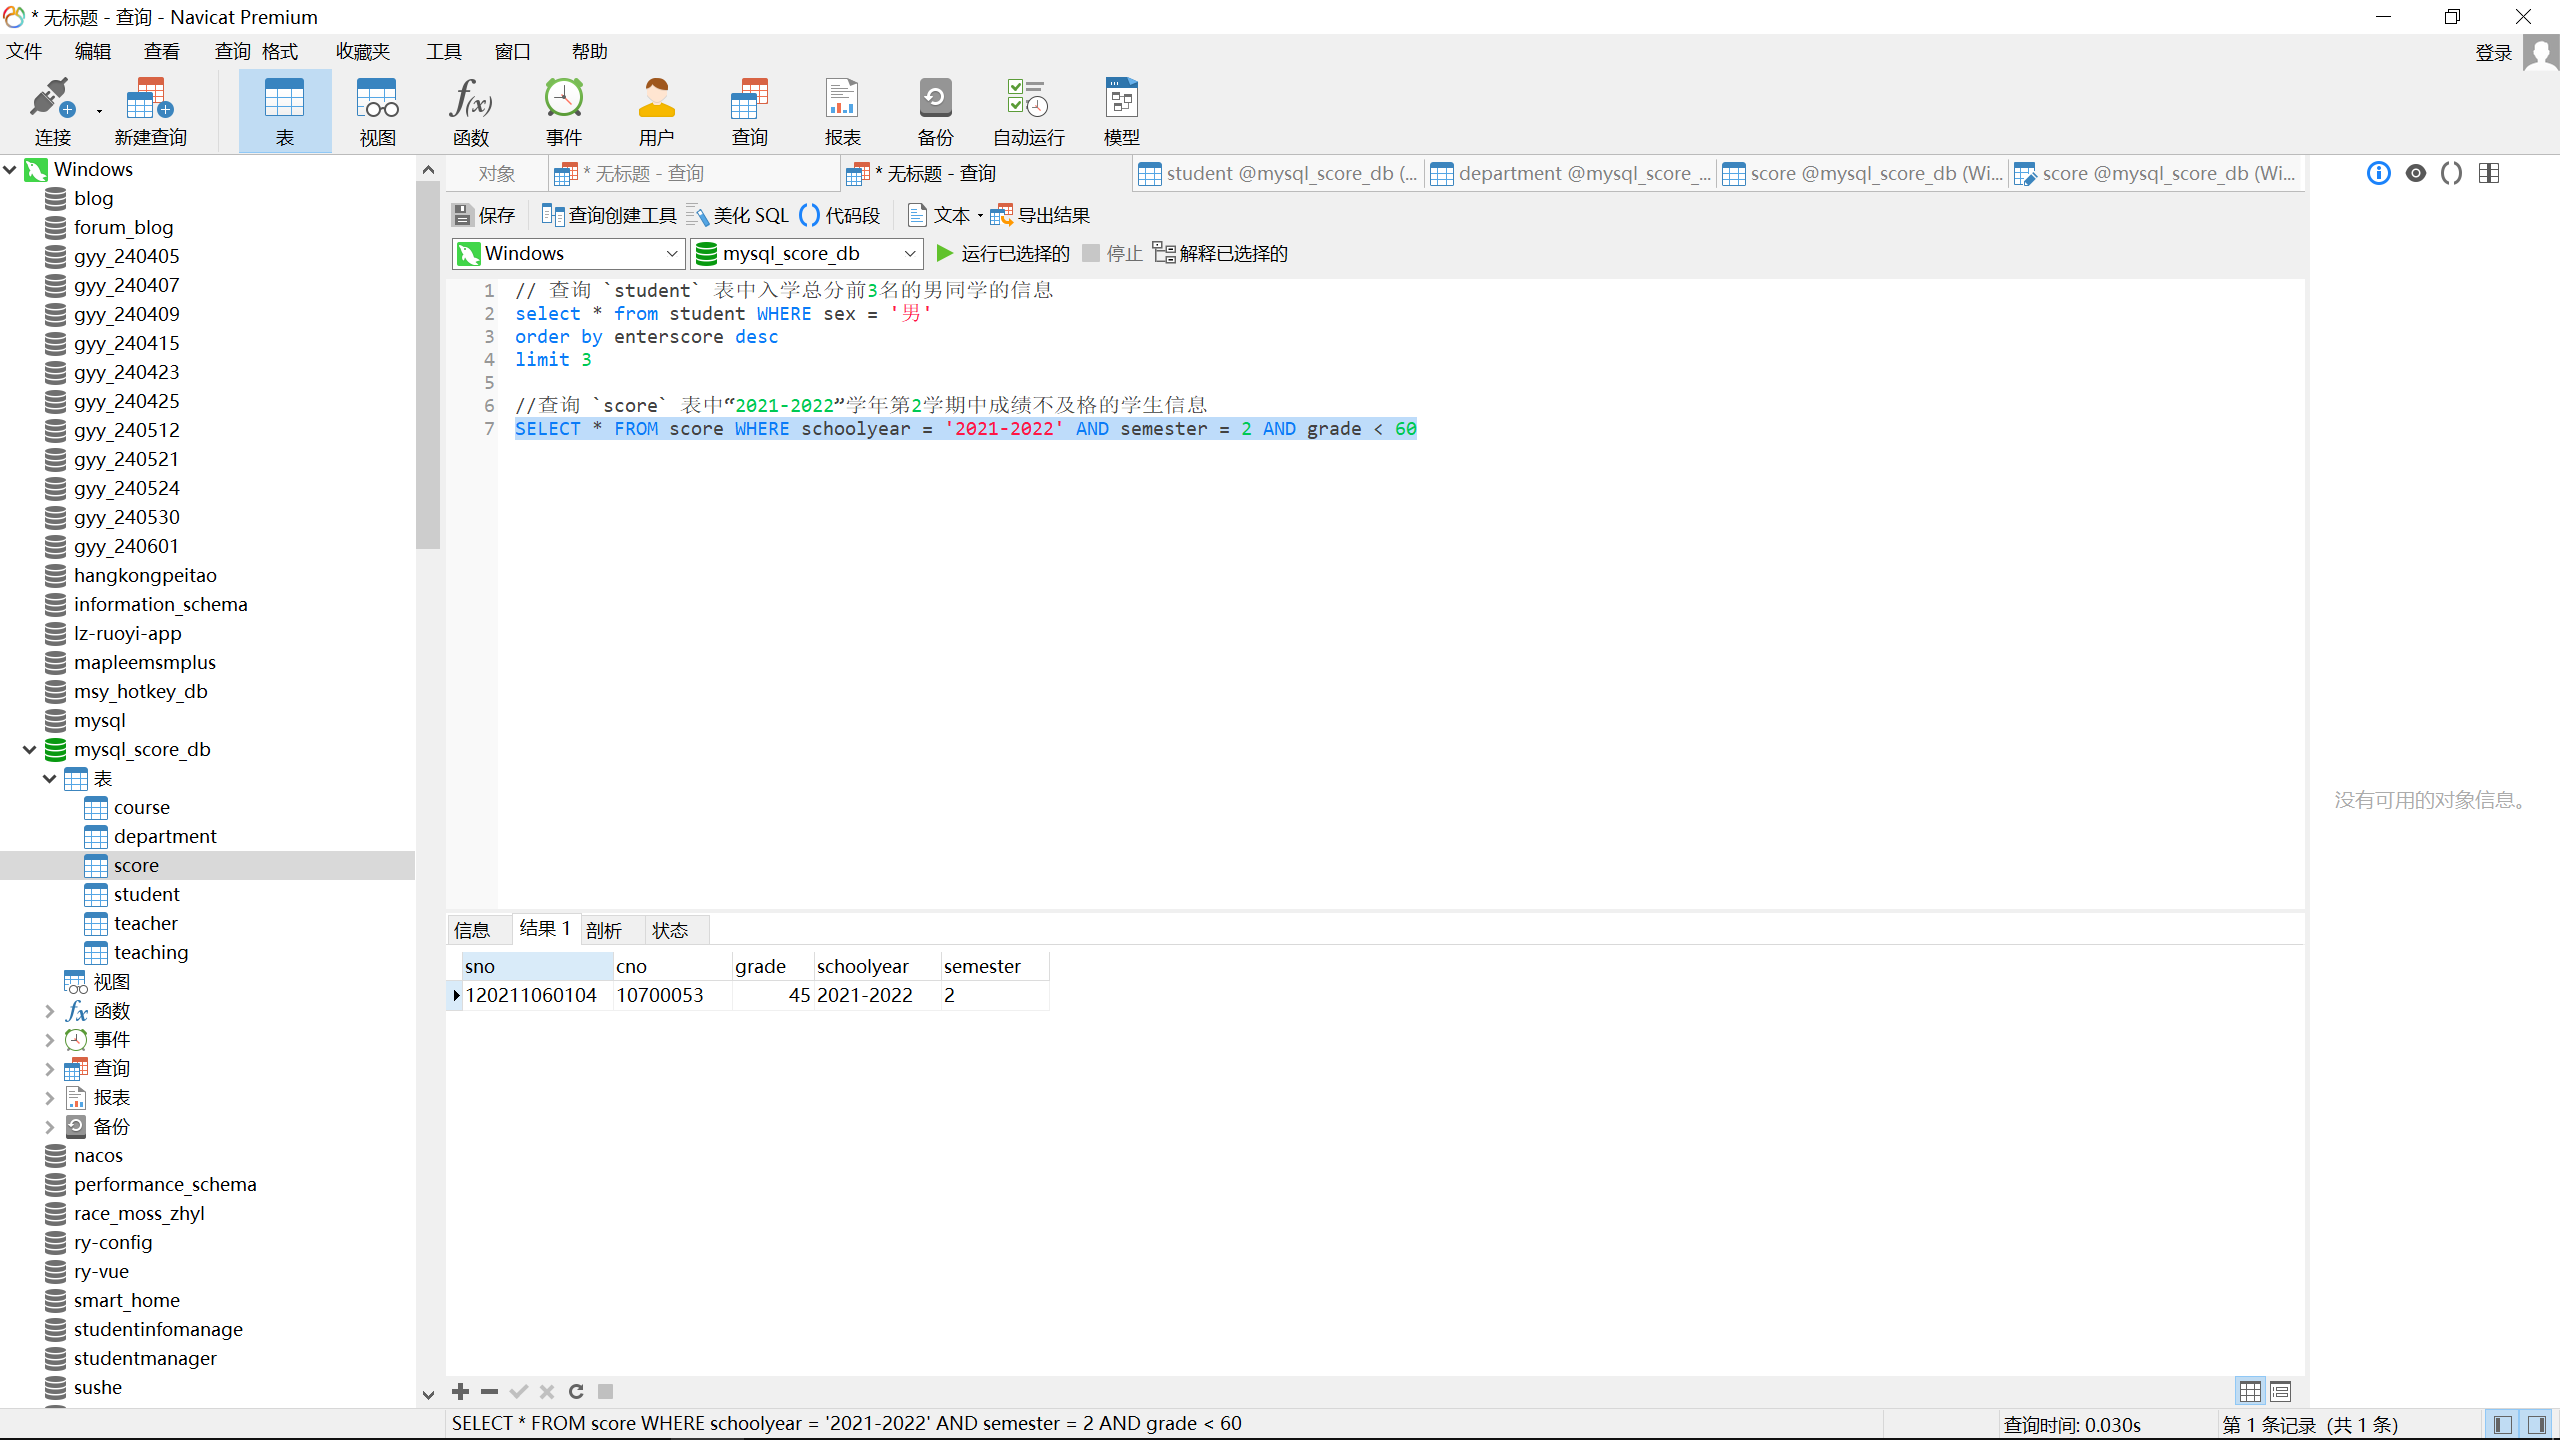 * 无标题 - 查询 - Navicat Premium
文件 编辑 查看 查询 格式 收藏夹 工具 窗口 帮助 登录
连接 新建查询 表 视图 函数 事件 用户 查询 报表 备份 自动运行 模型
Windows
blog
forum_blog
gyy_240405
gyy_240407
gyy_240409
gyy_240415
gyy_240423
gyy_240425
gyy_240512
gyy_240521
gyy_240524
gyy_240530
gyy_240601
hangkongpeitao
information_schema
lz-ruoyi-app
mapleemsmplus
msy_hotkey_db
mysql
mysql_score_db
表
course
department
score
student
teacher
teaching
视图
函数
事件
查询
报表
备份
nacos
performance_schema
race_moss_zhyl
ry-config
ry-vue
smart_home
studentinfomanage
studentmanager
sushe
对象 * 无标题 - 查询 * 无标题 - 查询 student @mysql_score_db (... department @mysql_score_... score @mysql_score_db (Wi... score @mysql_score_db (Wi...
保存 查询创建工具 美化 SQL 代码段 文本 导出结果
Windows mysql_score_db 运行已选择的 停止 解释已选择的
1 // 查询 `student` 表中入学总分前3名的男同学的信息
2 select * from student WHERE sex = '男'
3 order by enterscore desc
4 limit 3
5
6 //查询 `score` 表中“2021-2022”学年第2学期中成绩不及格的学生信息
7 SELECT * FROM score WHERE schoolyear = '2021-2022' AND semester = 2 AND grade < 60
信息 结果 1 剖析 状态
sno cno grade schoolyear semester
120211060104 10700053 45 2021-2022 2
没有可用的对象信息。
SELECT * FROM score WHERE schoolyear = '2021-2022' AND semester = 2 AND grade < 60 查询时间: 0.030s 第 1 条记录 (共 1 条)